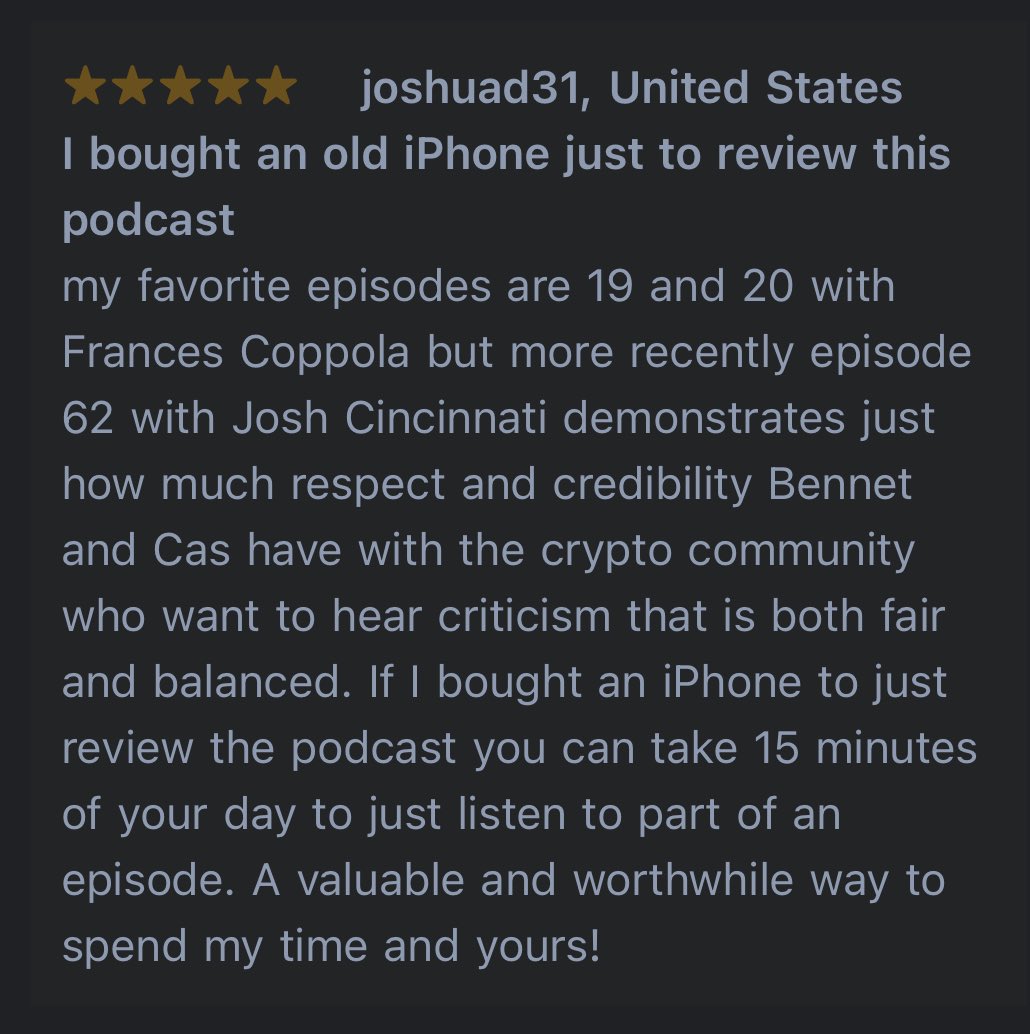 ★★★★★ joshuad31, United States
I bought an old iPhone just to review this
podcast
my favorite episodes are 19 and 20 with
Frances Coppola but more recently episode
62 with Josh Cincinnati demonstrates just
how much respect and credibility Bennet
and Cas have with the crypto community
who want to hear criticism that is both fair
and balanced. If I bought an iPhone to just
review the podcast you can take 15 minutes
of your day to just listen to part of an
episode. A valuable and worthwhile way to
spend my time and yours!